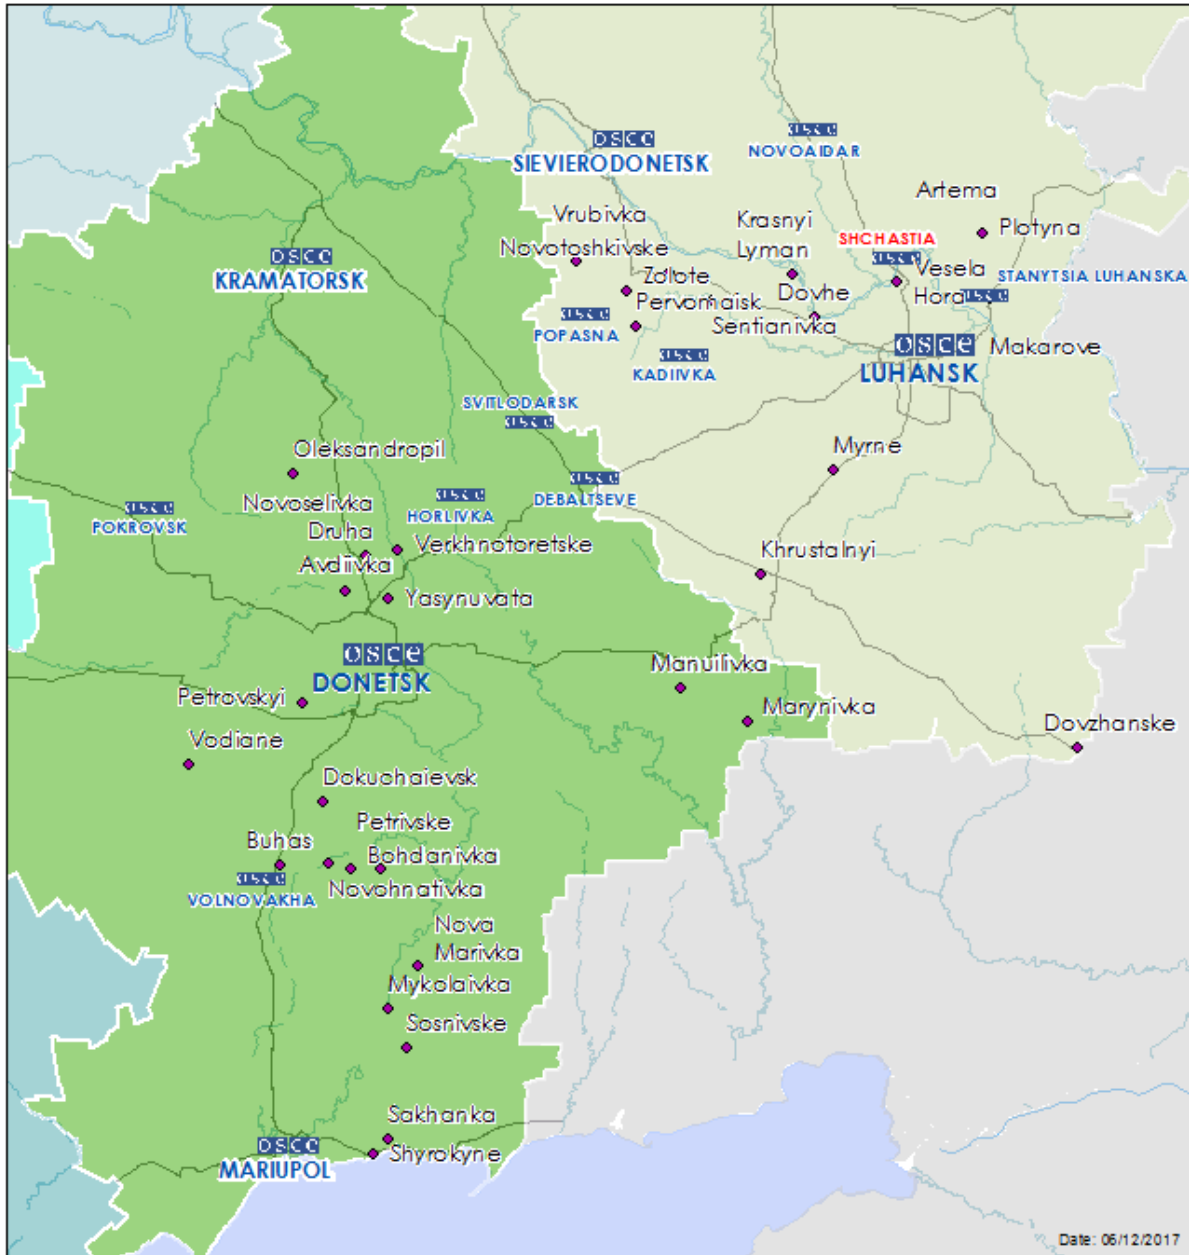 OSCE
SIEVIERODONETSK
OSCE
NOVOAIDAR
Artema
Plotyna
Vrubivka
Novotoshkivske
Krasnyi
Lyman
SHCHASTIA
OSCE
Vesela
Hora
STANYTSIA LUHANSKA
OSCE
OSCE
KRAMATORSK
Zolote
Pervomaisk
Dovhe
Sentianivka
OSCE
POPASNA
OSCE
KADIIVKA
osce
LUHANSK
Makarove
SVITLODARSK
OSCE
Oleksandropil
Myrne
OSCE
DEBALTSEVE
OSCE
HORLIVKA
OSCE
POKROVSK
Novoselivka
Druha
Verkhnotoretske
Avdiivka
Yasynuvata
Khrustalnyi
osce
DONETSK
Manuilivka
Petrovskyi
Marynivka
Dovzhanske
Vodiane
Dokuchaievsk
Petrivske
Buhas
Bohdanivka
OSCE
VOLNOVAKHA
Novohnativka
Nova
Marivka
Mykolaivka
Sosnivske
Sakhanka
Shyrokyne
OSCE
MARIUPOL
Date: 06/12/2017